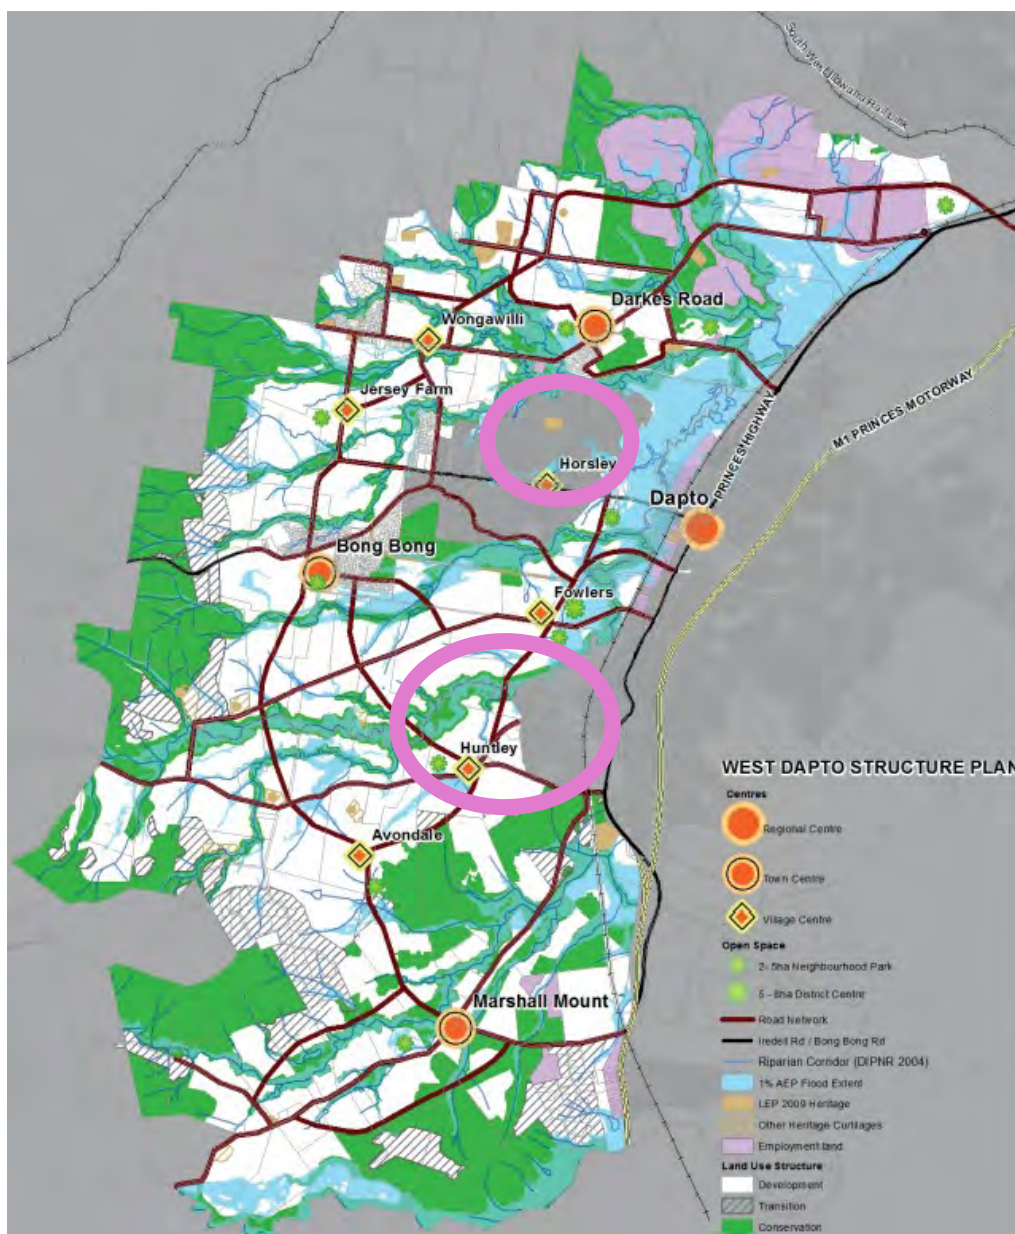 South West Illawarra Rail Link
Darkes Road
Wongawilli
Jersey Farm
M1 PRINCES MOTORWAY
PRINCES HIGHWAY
Horsley
Dapto
Bong Bong
Fowlers
Huntley
WEST DAPTO STRUCTURE PLAN
Centres
Regional Centre
Avondale
Town Centre
Village Centre
Open Space
2- 5ha Neighbourhood Park
5 - 8ha District Centre
Marshall Mount
Road Network
Iredell Rd / Bong Bong Rd
Riparian Corridor (DIPNR 2004)
1% AEP Flood Extent
LEP 2009 Heritage
Other Heritage Curtilages
Employment land
Land Use Structure
Development
Transition
Conservation